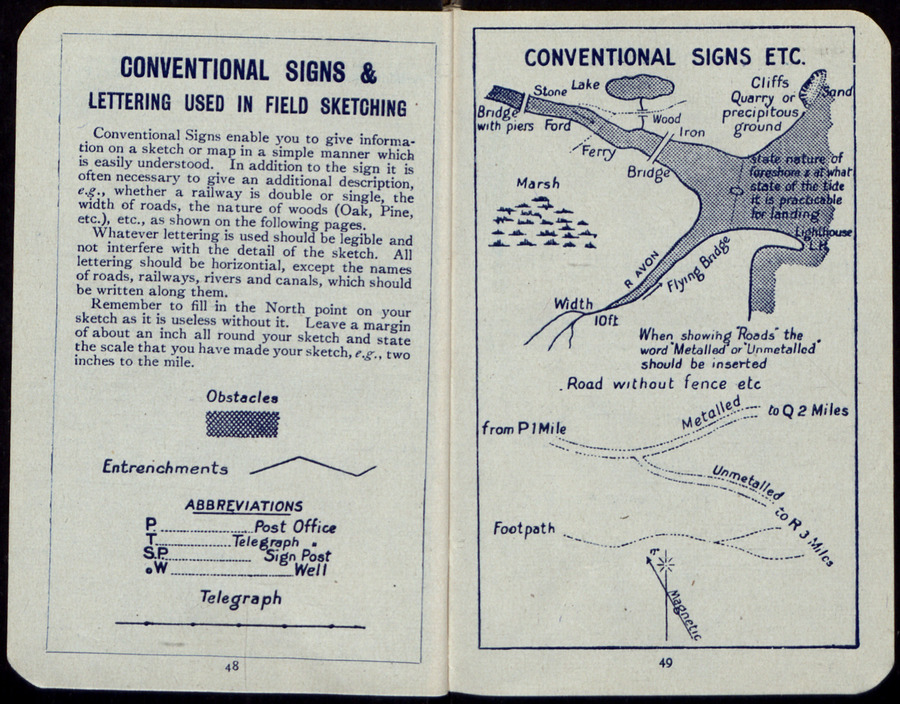 CONVENTIONAL SIGNS &
LETTERING USED IN FIELD SKETCHING
Conventional Signs enable you to give informa-
tion on a sketch or map in a simple manner which
is easily understood. In addition to the sign it is
often necessary to give an additional description,
e.g., whether a railway is double or single, the
width of roads, the nature of woods (Oak, Pine,
etc.), etc., as shown on the following pages.
Whatever lettering is used should be legible and
not interfere with the detail of the sketch. All
lettering should be horizontial, except the names
of roads, railways, rivers and canals, which should
be written along them.
Remember to fill in the North point on your
sketch as it is useless without it. Leave a margin
of about an inch all round your sketch and state
the scale that you have made your sketch, e.g., two
inches to the mile.
Obstacles
Entrenchments
ABBREVIATIONS
P. ..................Post Office
T. ..................Telegraph .
S.P. .................. Sign Post
.W ..................Well
Telegraph
48
CONVENTIONAL SIGNS ETC.
Stone
Lake
Bridge
with piers
Ford
Wood
Iron
Ferry
Bridge
Cliffs
Quarry or
precipitous
ground
Sand
state nature of
foreshore & at what
state of the tide
it is practicable
for landing
Marsh
Lighthouse
L.H.
R AVON
Flying Bridge
Width
10ft
When showing "Roads" the
word "Metalled" or "Unmetalled"
should be inserted
Road without fence etc
from P 1 Mile
Metalled
to Q 2 Miles
Unmetalled
to R 3 Miles
Footpath
Magnetic
49